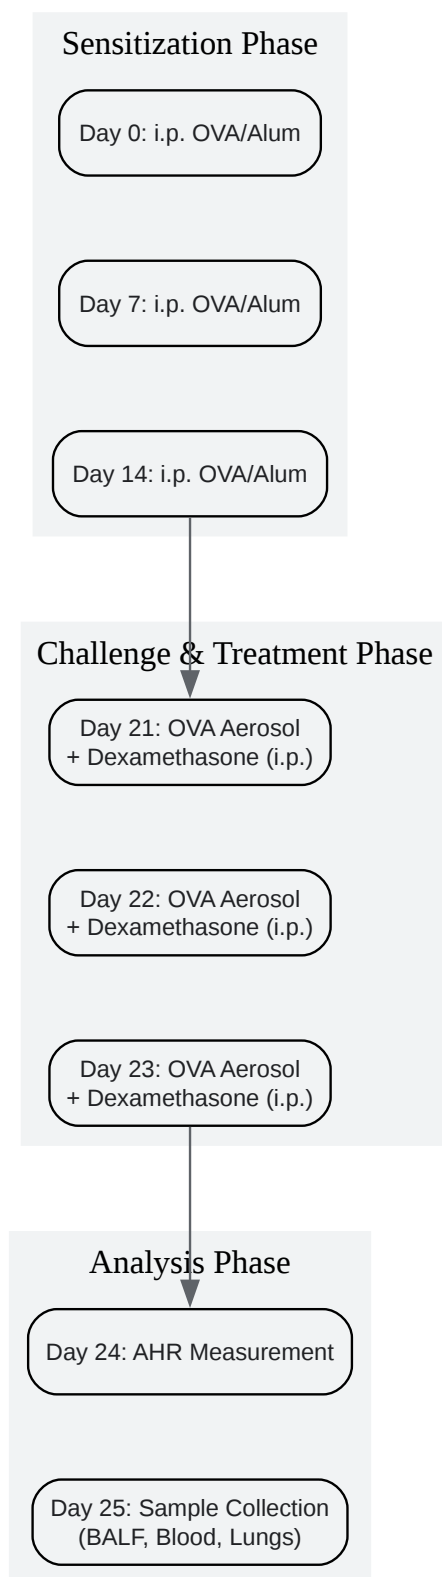 Sensitization Phase
Day 0: i.p. OVA/Alum
Day 7: i.p. OVA/Alum
Day 14: i.p. OVA/Alum
Challenge & Treatment Phase
Day 21: OVA Aerosol
+ Dexamethasone (i.p.)
Day 22: OVA Aerosol
+ Dexamethasone (i.p.)
Day 23: OVA Aerosol
+ Dexamethasone (i.p.)
Analysis Phase
Day 24: AHR Measurement
Day 25: Sample Collection
(BALF, Blood, Lungs)